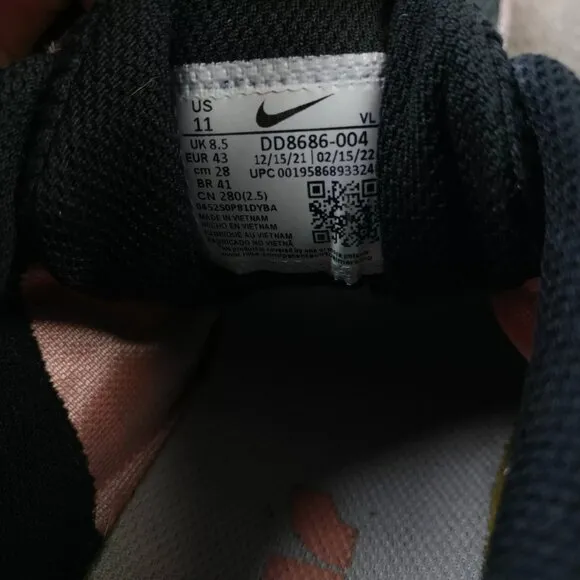 US
11
VL
UK 8.5
EUR 43
cm 28
BR 41
CN 280(2.5)
DD8686-004
12/15/21 | 02/15/22
UPC 0019586893324
MADE IN VIETNAM
HECHO EN VIETNAM
FABRIQUÉ AU VIETNAM
FABRICADO NO VIETNÃ